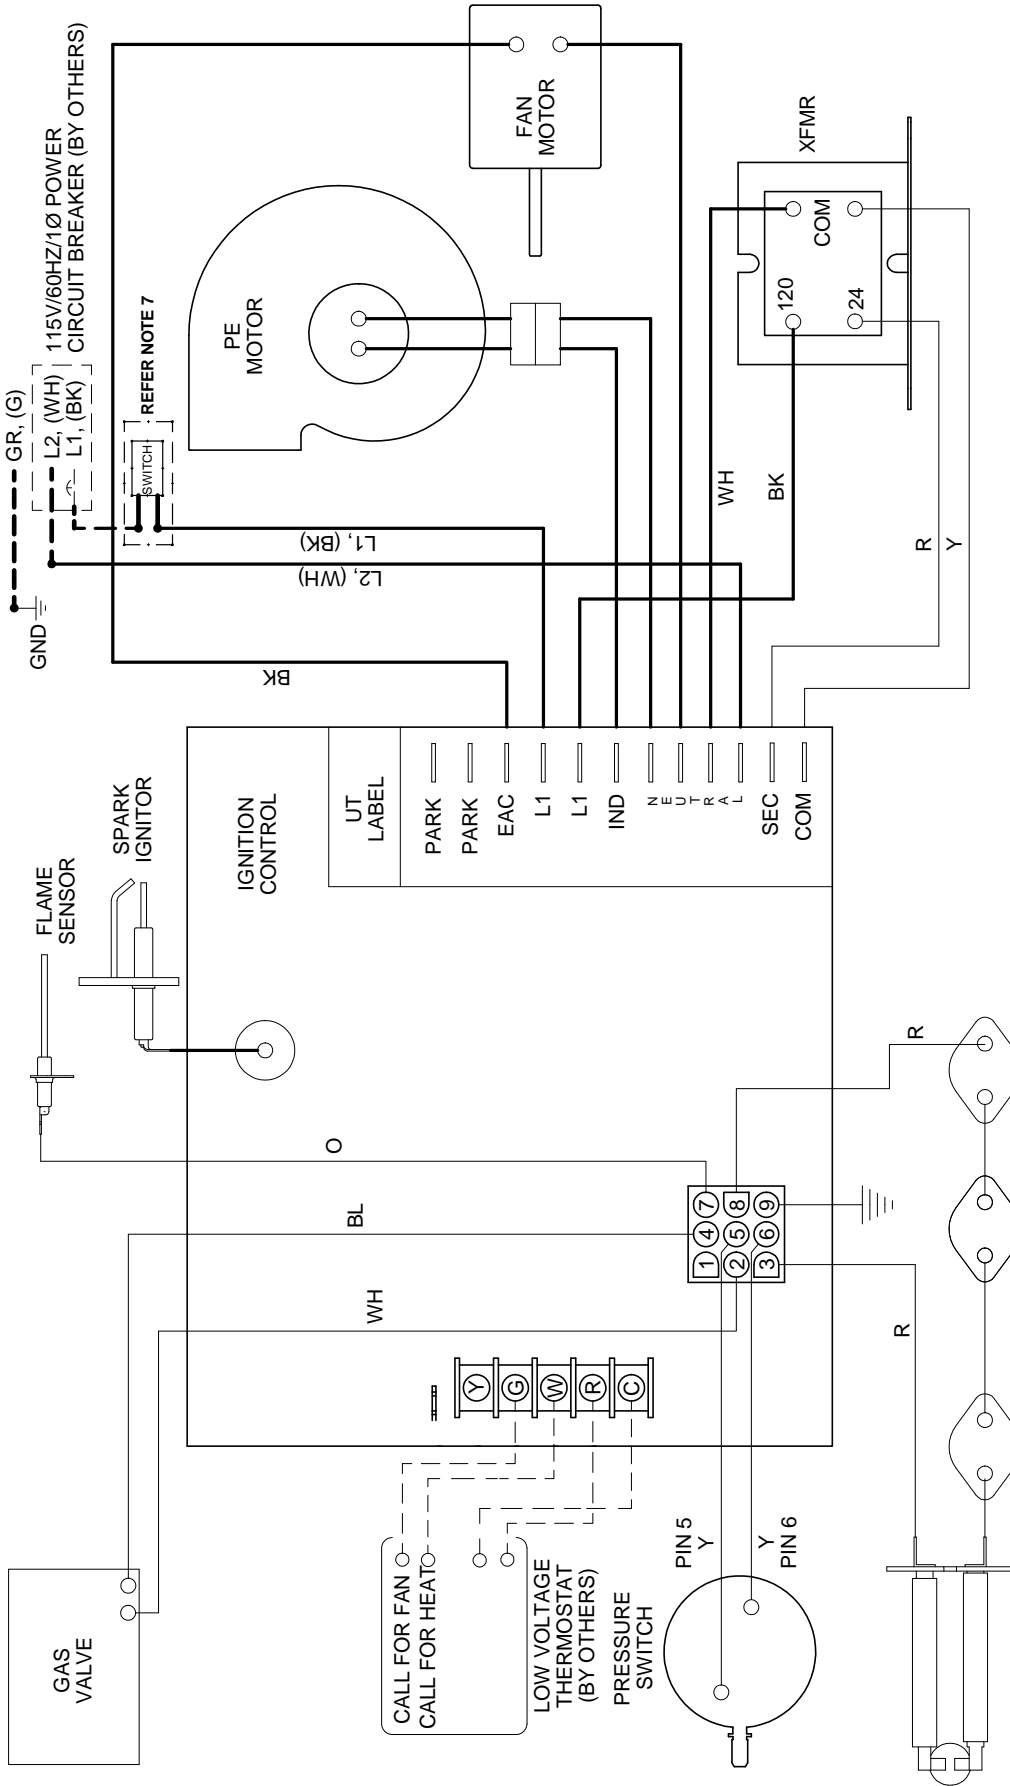 GR, (G)
GND
L2, (WH)
L1, (BK)
115V/60HZ/1Ø POWER
CIRCUIT BREAKER (BY OTHERS)
SWITCH
REFER NOTE 7
L1, (BK)
L2, (WH)
BK
PE
MOTOR
FAN
MOTOR
XFMR
120
COM
24
WH
BK
R
Y
FLAME
SENSOR
SPARK
IGNITOR
IGNITION
CONTROL
UT
LABEL
PARK
PARK
EAC
L1
L1
IND
NEUTRAL
SEC
COM
O
BL
WH
1
4
7
2
5
8
3
6
9
R
R
Y
G
W
R
C
GAS
VALVE
CALL FOR FAN
CALL FOR HEAT
LOW VOLTAGE
THERMOSTAT
(BY OTHERS)
PRESSURE
SWITCH
PIN 5
Y
Y
PIN 6